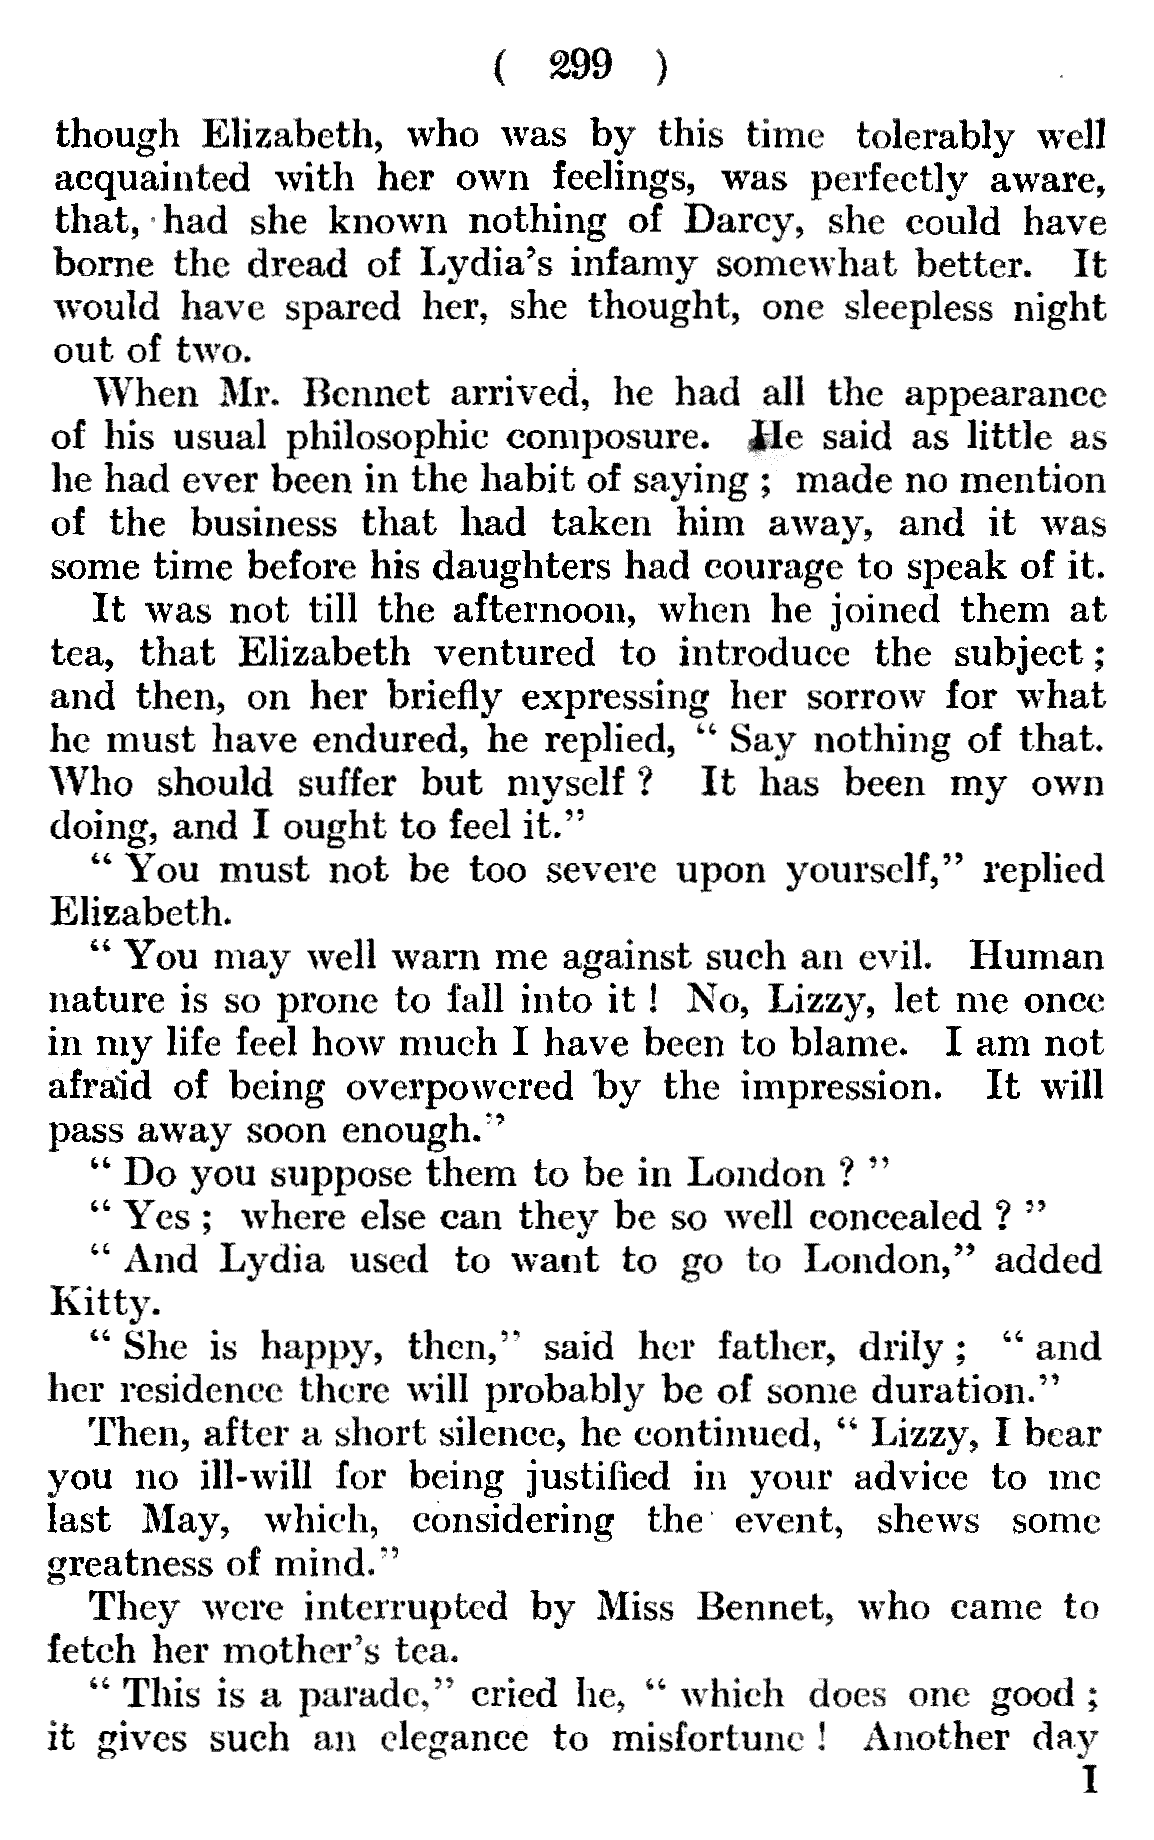 ( 299 )
though Elizabeth, who was by this time tolerably well
acquainted with her own feelings, was perfectly aware,
that, had she known nothing of Darcy, she could have
borne the dread of Lydia's infamy somewhat better. It
would have spared her, she thought, one sleepless night
out of two.
When Mr. Bennet arrived, he had all the appearance
of his usual philosophic composure. He said as little as
he had ever been in the habit of saying ; made no mention
of the business that had taken him away, and it was
some time before his daughters had courage to speak of it.
It was not till the afternoon, when he joined them at
tea, that Elizabeth ventured to introduce the subject ;
and then, on her briefly expressing her sorrow for what
he must have endured, he replied, “ Say nothing of that.
Who should suffer but myself ? It has been my own
doing, and I ought to feel it.”
“ You must not be too severe upon yourself,” replied
Elizabeth.
“ You may well warn me against such an evil. Human
nature is so prone to fall into it ! No, Lizzy, let me once
in my life feel how much I have been to blame. I am not
afraid of being overpowered by the impression. It will
pass away soon enough.”
“ Do you suppose them to be in London ? ”
“ Yes ; where else can they be so well concealed ? ”
“ And Lydia used to want to go to London,” added
Kitty.
“ She is happy, then,” said her father, drily ; “ and
her residence there will probably be of some duration.”
Then, after a short silence, he continued, “ Lizzy, I bear
you no ill-will for being justified in your advice to me
last May, which, considering the event, shews some
greatness of mind.”
They were interrupted by Miss Bennet, who came to
fetch her mother's tea.
“ This is a parade,” cried he, “ which does one good ;
it gives such an elegance to misfortune ! Another day
I